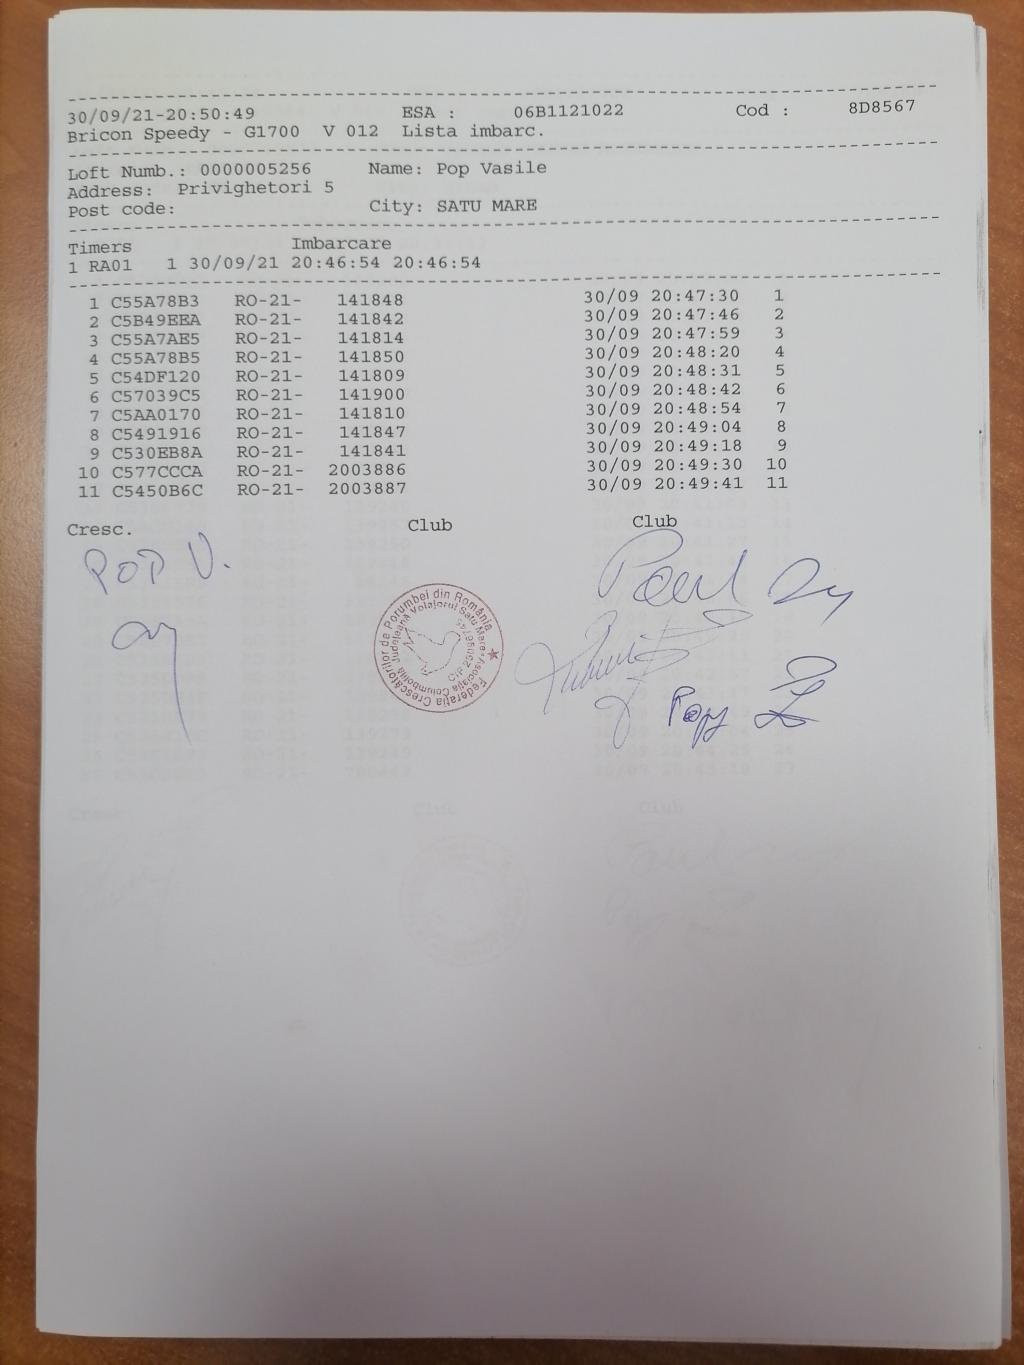 30/09/21-20:50:49 ESA : 06B1121022 Cod : 8D8567
Bricon Speedy - G1700 V 012 Lista imbarc.
Loft Numb.: 0000005256 Name: Pop Vasile
Address: Privighetori 5
Post code: City: SATU MARE
Timers Imbarcare
1 RA01 1 30/09/21 20:46:54 20:46:54
1 C55A78B3 RO-21- 141848 30/09 20:47:30 1
2 C5B49EEA RO-21- 141842 30/09 20:47:46 2
3 C55A7AE5 RO-21- 141814 30/09 20:47:59 3
4 C55A78B5 RO-21- 141850 30/09 20:48:20 4
5 C54DF120 RO-21- 141809 30/09 20:48:31 5
6 C57039C5 RO-21- 141900 30/09 20:48:42 6
7 C5AA0170 RO-21- 141810 30/09 20:48:54 7
8 C5491916 RO-21- 141847 30/09 20:49:04 8
9 C530EB8A RO-21- 141841 30/09 20:49:18 9
10 C577CCCA RO-21- 2003886 30/09 20:49:30 10
11 C5450B6C RO-21- 2003887 30/09 20:49:41 11
Cresc. Club Club
POP V.
Federația Crescătorilor de Porumbei din România
Asociația Columbofilă Județeană Voiajorul Satu Mare